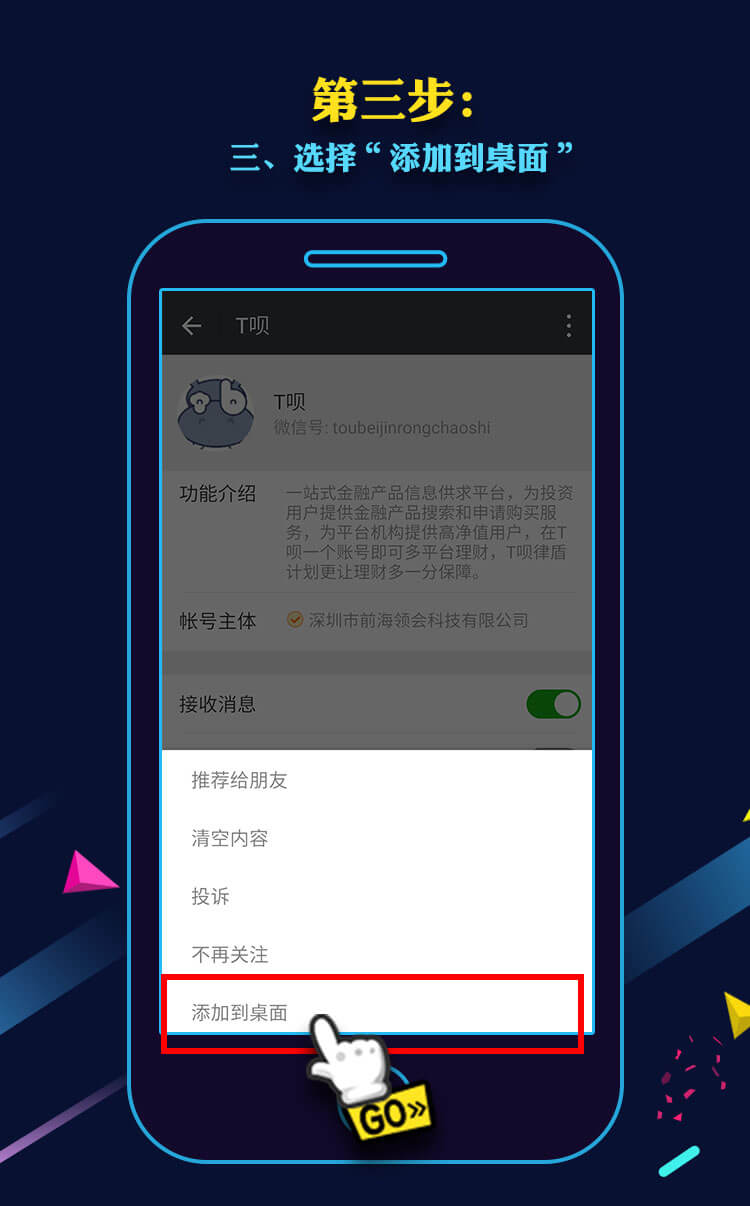 第三步：
三、选择“添加到桌面”
T呗
T呗
微信号: toubeijinrongchaoshi
功能介绍
一站式金融产品信息供求平台，为投资
用户提供金融产品搜索和申请购买服
务，为平台机构提供高净值用户，在T
呗一个账号即可多平台理财，T呗律盾
计划更让理财多一分保障。
帐号主体
深圳市前海领会科技有限公司
接收消息
推荐给朋友
清空内容
投诉
不再关注
添加到桌面
GO»